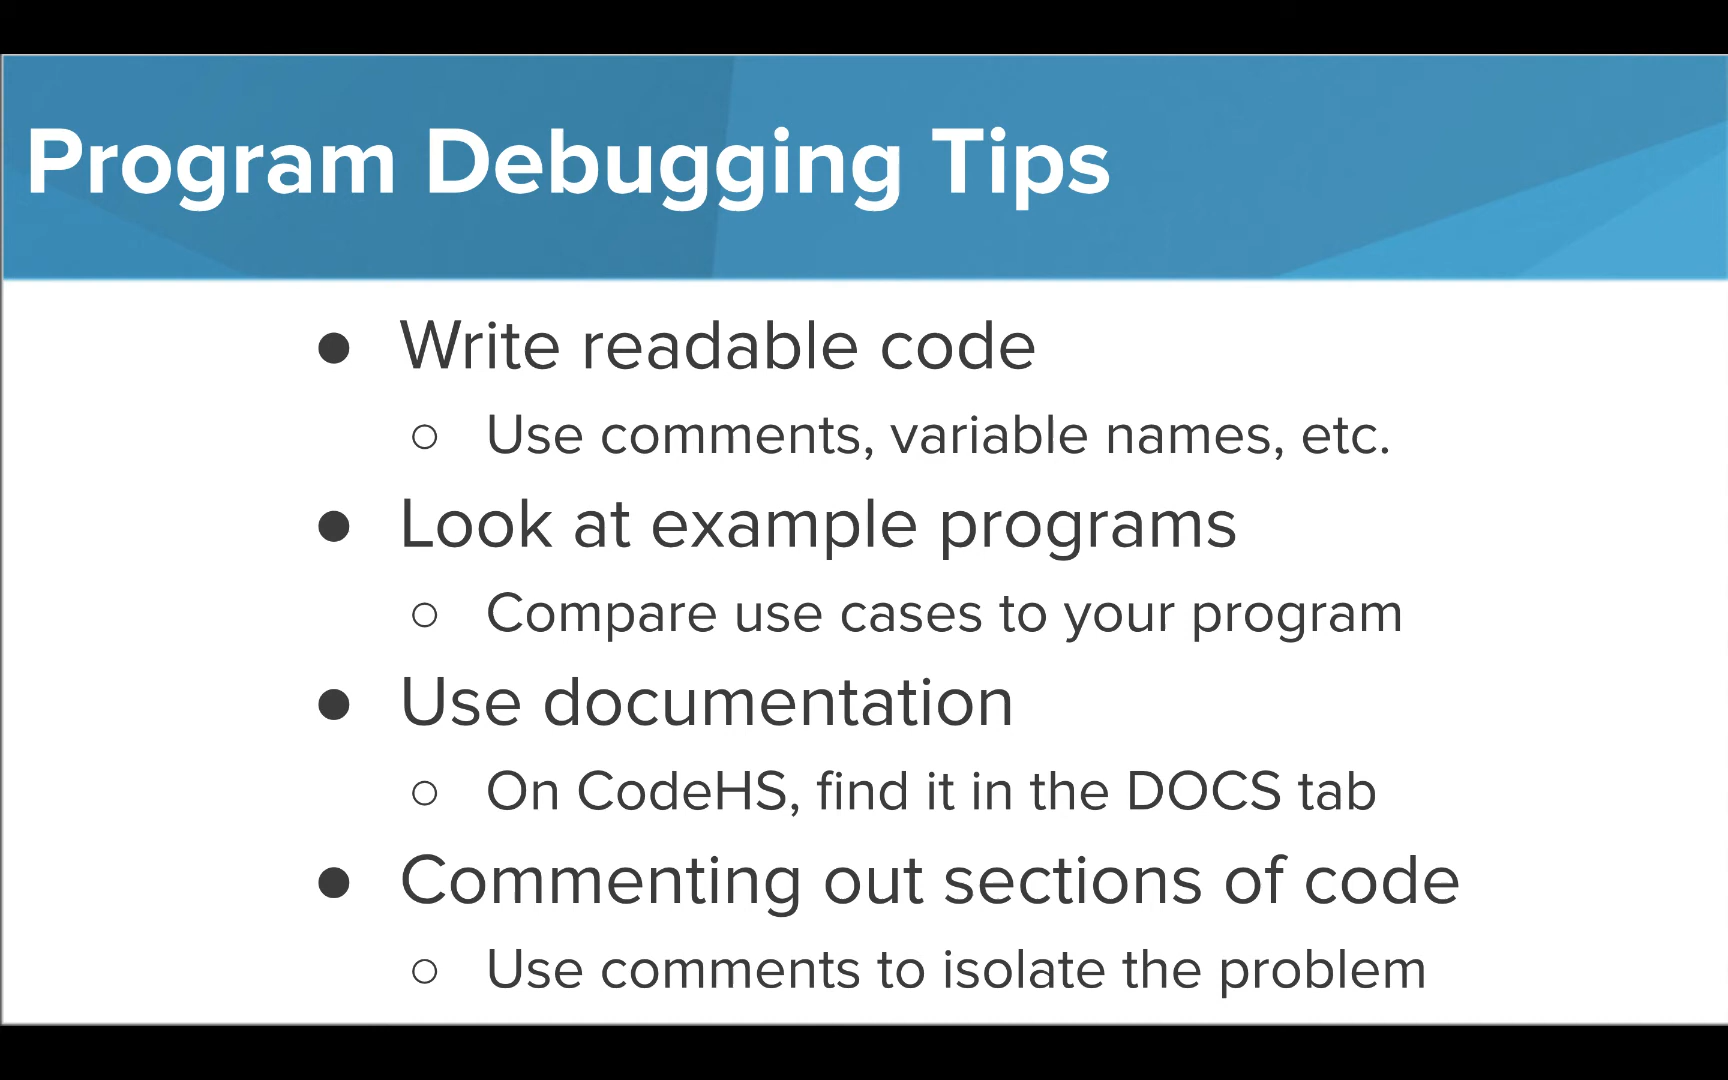 Program Debugging Tips
● Write readable code
○ Use comments, variable names, etc.
● Look at example programs
○ Compare use cases to your program
● Use documentation
○ On CodeHS, find it in the DOCS tab
● Commenting out sections of code
○ Use comments to isolate the problem